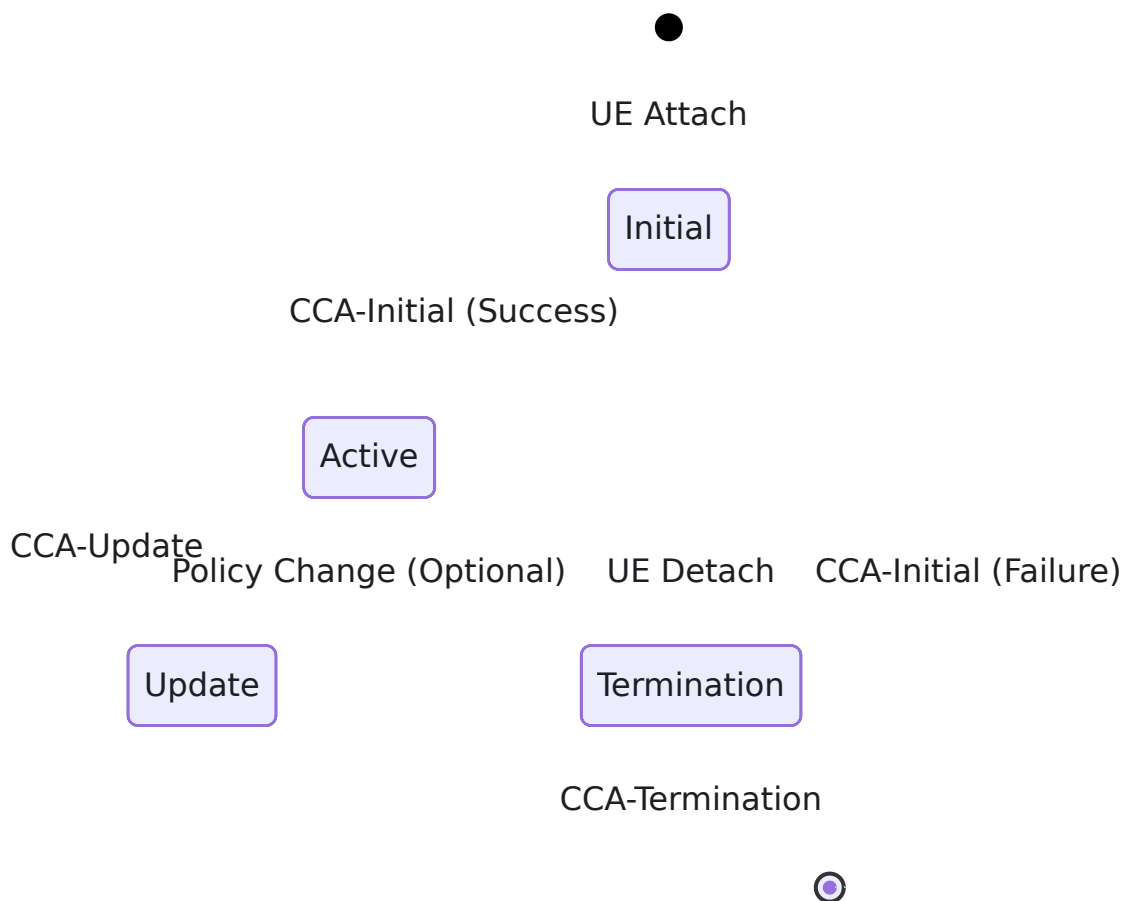 UE Attach
Initial
CCA-Initial (Success)
Active
CCA-Update
Policy Change (Optional)
UE Detach
CCA-Initial (Failure)
Update
Termination
CCA-Termination